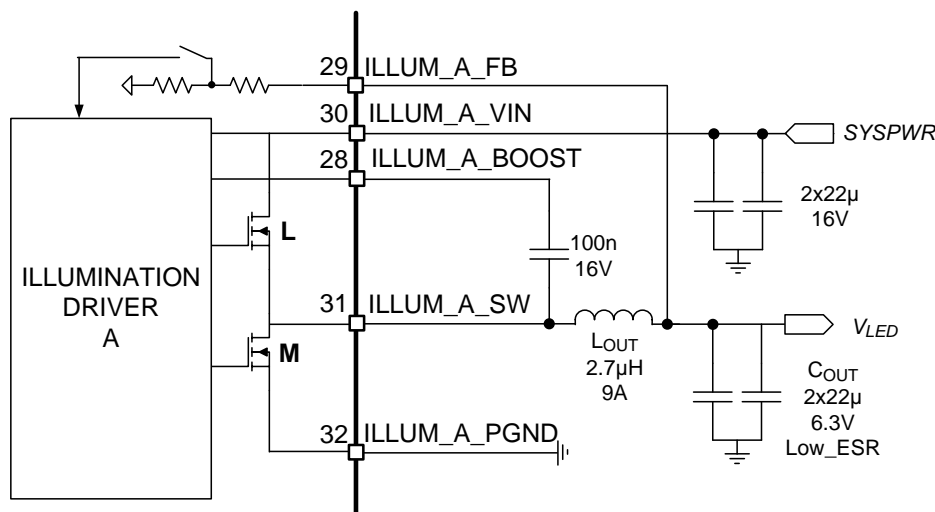 29 ILLUM_A_FB
30 ILLUM_A_VIN
SYSPWR
28 ILLUM_A_BOOST
2x22µ
16V
L
100n
16V
ILLUMINATION
DRIVER
A
31 ILLUM_A_SW
LOUT
2.7µH
9A
VLED
M
COUT
2x22µ
6.3V
Low_ESR
32 ILLUM_A_PGND